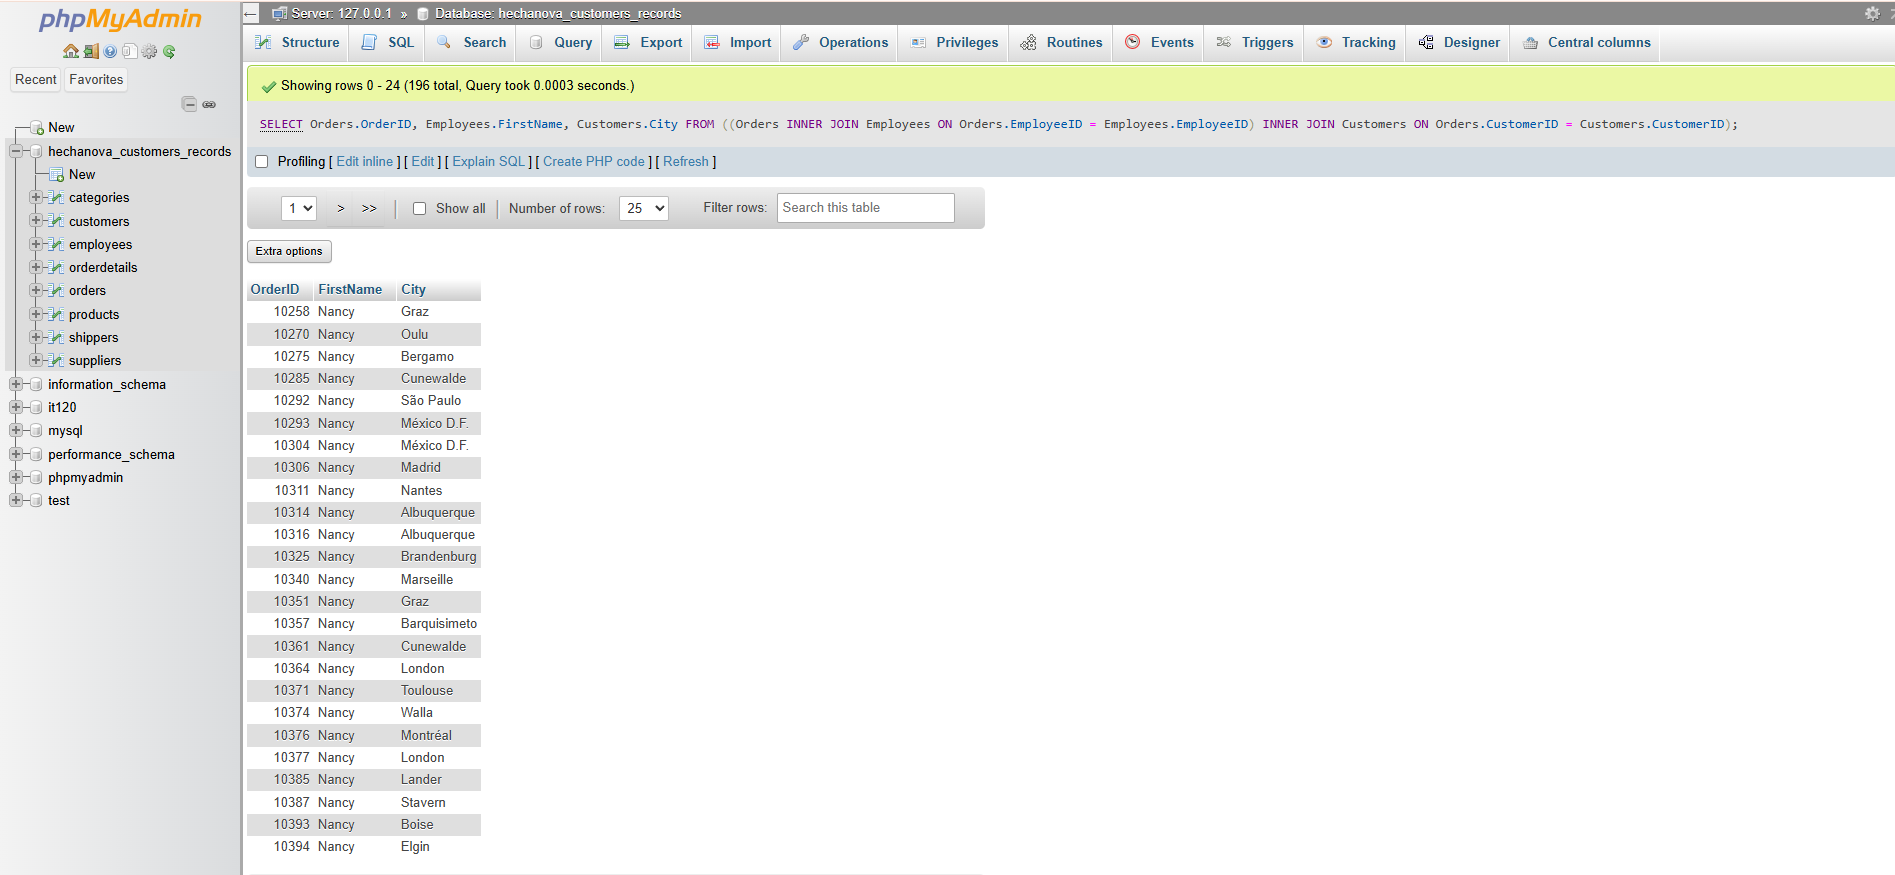 phpMyAdmin
Recent Favorites
New
hechanova_customers_records
New
categories
customers
employees
orderdetails
orders
products
shippers
suppliers
information_schema
it120
mysql
performance_schema
phpmyadmin
test
Server: 127.0.0.1 » Database: hechanova_customers_records
Structure SQL Search Query Export Import Operations Privileges Routines Events Triggers Tracking Designer Central columns
Showing rows 0 - 24 (196 total, Query took 0.0003 seconds.)
SELECT Orders.OrderID, Employees.FirstName, Customers.City FROM ((Orders INNER JOIN Employees ON Orders.EmployeeID = Employees.EmployeeID) INNER JOIN Customers ON Orders.CustomerID = Customers.CustomerID);
Profiling [ Edit inline ] [ Edit ] [ Explain SQL ] [ Create PHP code ] [ Refresh ]
1 > >> | Show all | Number of rows: 25 Filter rows: Search this table
Extra options
OrderID FirstName City
10258 Nancy Graz
10270 Nancy Oulu
10275 Nancy Bergamo
10285 Nancy Cunewalde
10292 Nancy São Paulo
10293 Nancy México D.F.
10304 Nancy México D.F.
10306 Nancy Madrid
10311 Nancy Nantes
10314 Nancy Albuquerque
10316 Nancy Albuquerque
10325 Nancy Brandenburg
10340 Nancy Marseille
10351 Nancy Graz
10357 Nancy Barquisimeto
10361 Nancy Cunewalde
10364 Nancy London
10371 Nancy Toulouse
10374 Nancy Walla
10376 Nancy Montréal
10377 Nancy London
10385 Nancy Lander
10387 Nancy Stavern
10393 Nancy Boise
10394 Nancy Elgin